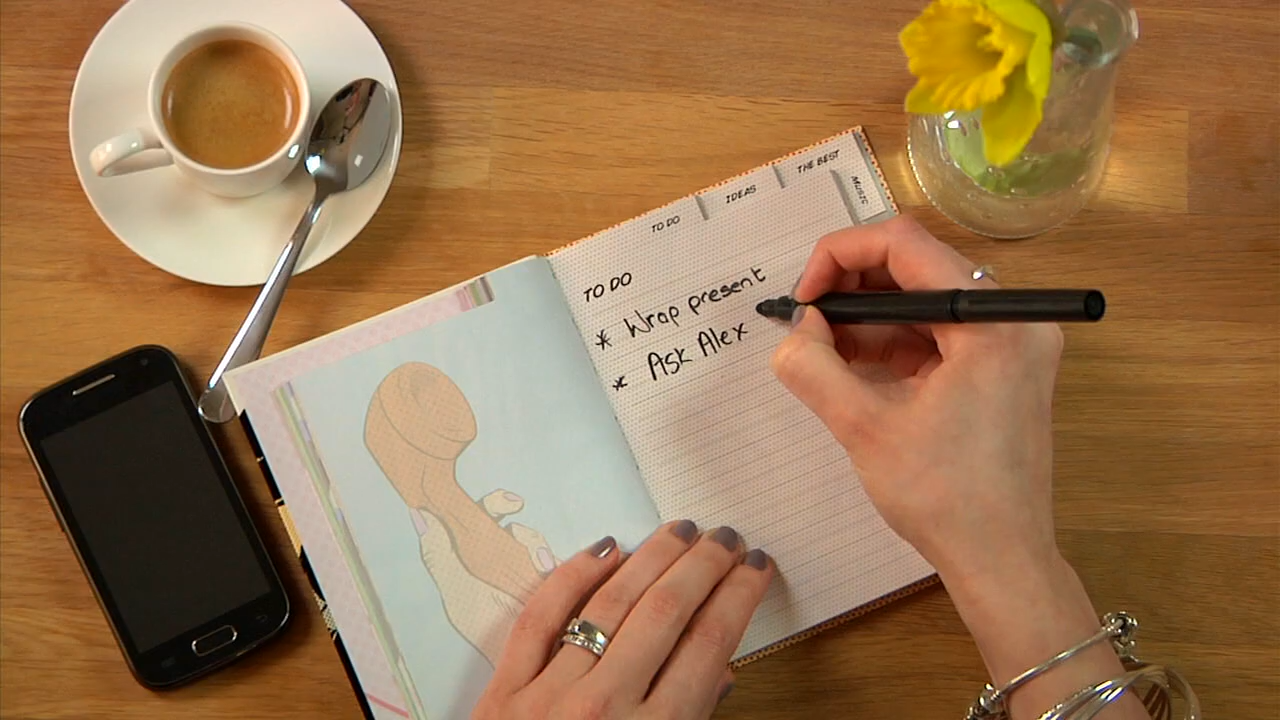 TO DO
IDEAS
THE BEST
MUSIC
TO DO
* Wrap present
* Ask Alex